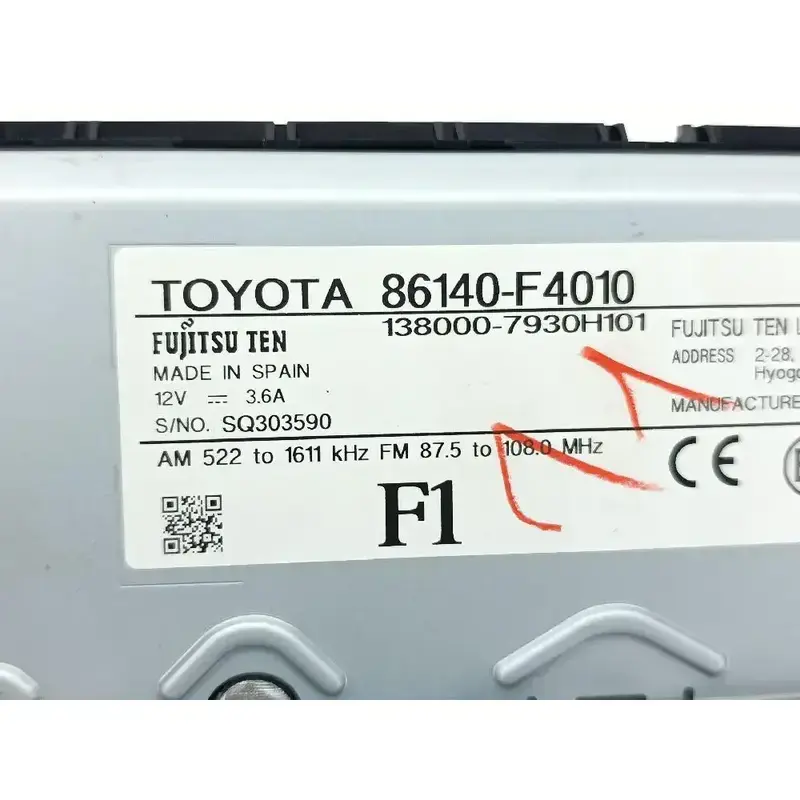 TOYOTA 86140-F4010
138000-7930H101
FUJITSU TEN
MADE IN SPAIN
12V ⎓ 3.6A
S/NO. SQ303590
AM 522 to 1611 kHz FM 87.5 to 108.0 MHz
F1
FUJITSU TEN L
ADDRESS 2-28,
Hyogo
MANUFACTURE
CE